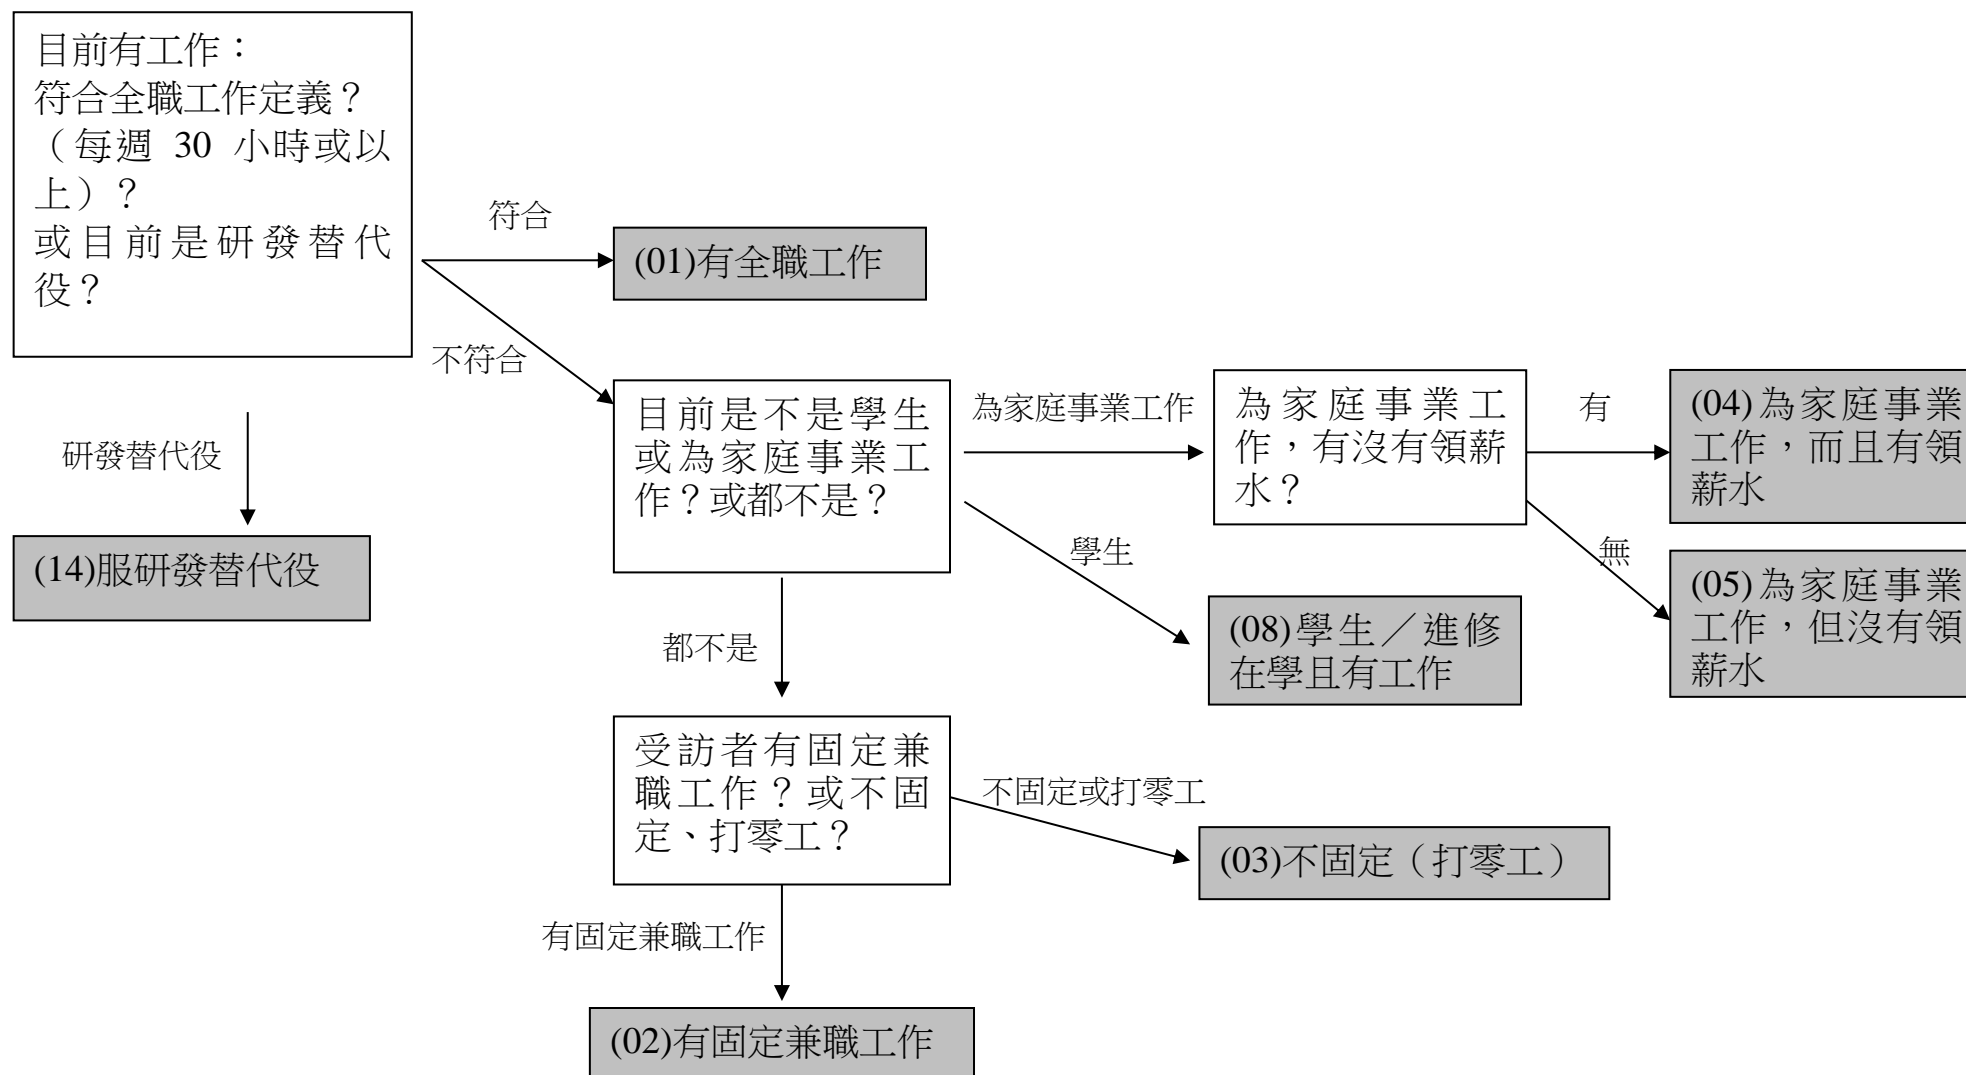 目前有工作：
符合全職工作定義？
（每週 30 小時或以
上）？
或目前是研發替代
役？
符合
(01)有全職工作
不符合
研發替代役
(14)服研發替代役
目前是不是學生
或為家庭事業工
作？或都不是？
為家庭事業工作
為家庭事業工
作，有沒有領薪
水？
有
(04)為家庭事業
工作，而且有領
薪水
無
(05)為家庭事業
工作，但沒有領
薪水
學生
(08)學生／進修
在學且有工作
都不是
受訪者有固定兼
職工作？或不固
定、打零工？
不固定或打零工
(03)不固定（打零工）
有固定兼職工作
(02)有固定兼職工作